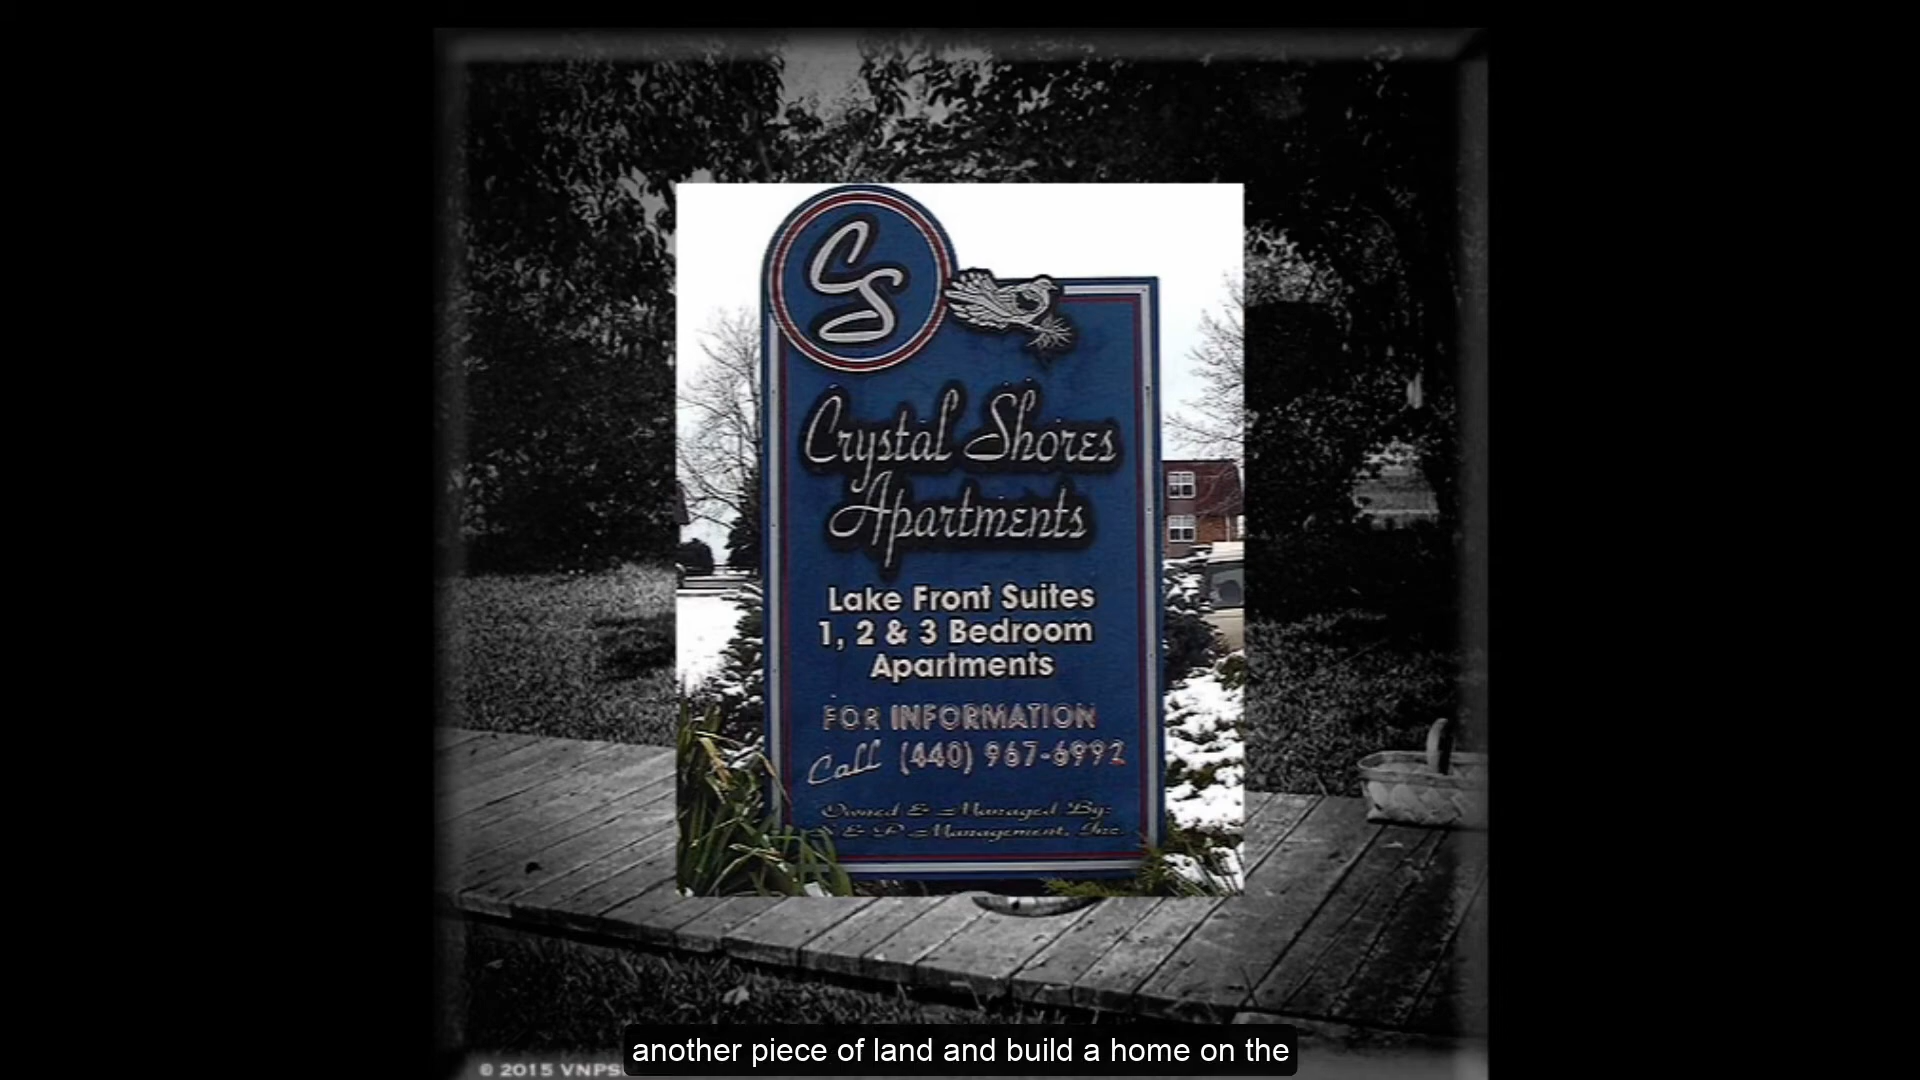 CS
Crystal Shores
Apartments
Lake Front Suites
1, 2 & 3 Bedroom
Apartments
FOR INFORMATION
Call (440) 967-6992
Owned & Managed By:
& P Management, Inc.
another piece of land and build a home on the
© 2015 VNPS